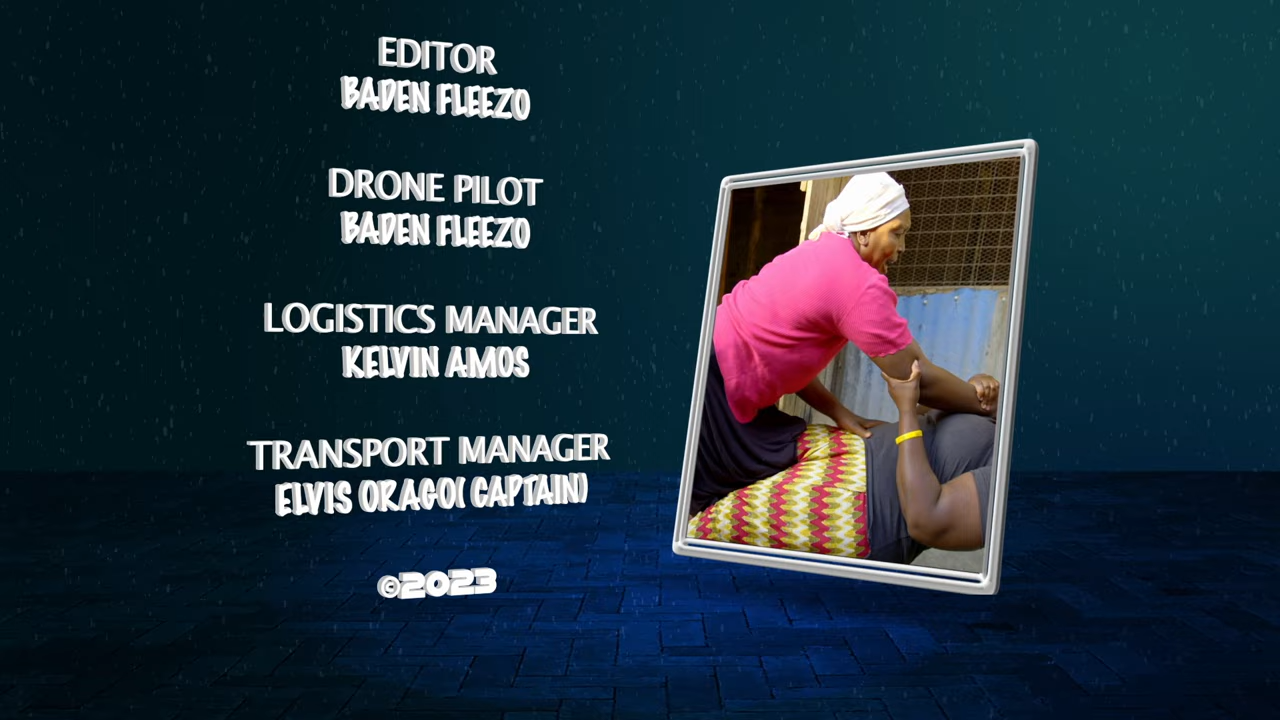 EDITOR
BADEN FLEEZO
DRONE PILOT
BADEN FLEEZO
LOGISTICS MANAGER
KELVIN AMOS
TRANSPORT MANAGER
ELVIS ORAGO( CAPTAIN)
©2023